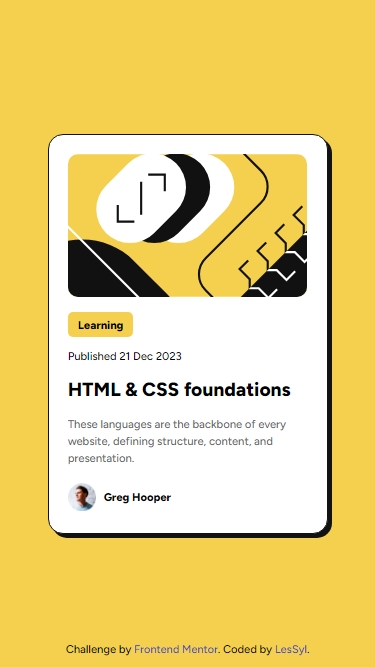 Learning
Published 21 Dec 2023
HTML & CSS foundations
These languages are the backbone of every
website, defining structure, content, and
presentation.
Greg Hooper
Challenge by Frontend Mentor. Coded by LesSyl.